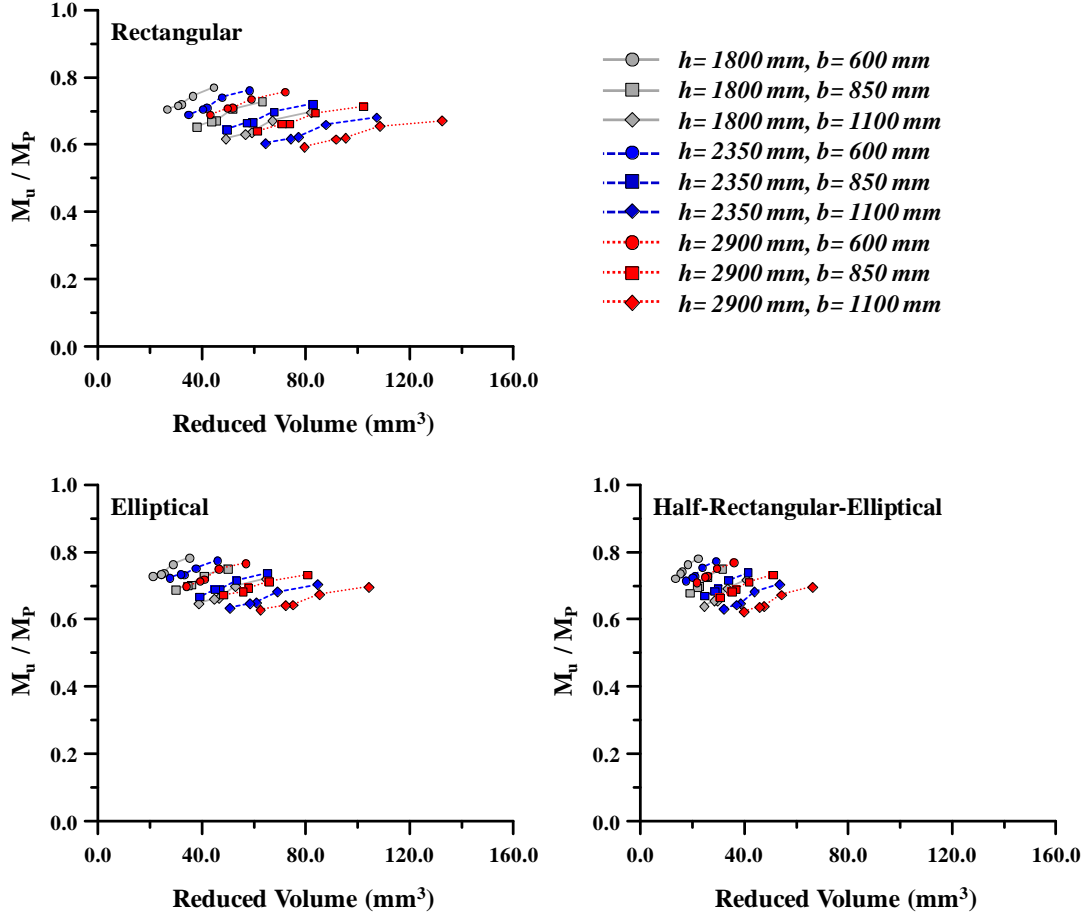 Rectangular
1.0
0.8
0.6
0.4
0.2
0.0
M_u / M_P
0.0 40.0 80.0 120.0 160.0
Reduced Volume (mm³)
h= 1800 mm, b= 600 mm
h= 1800 mm, b= 850 mm
h= 1800 mm, b= 1100 mm
h= 2350 mm, b= 600 mm
h= 2350 mm, b= 850 mm
h= 2350 mm, b= 1100 mm
h= 2900 mm, b= 600 mm
h= 2900 mm, b= 850 mm
h= 2900 mm, b= 1100 mm
Elliptical
1.0
0.8
0.6
0.4
0.2
0.0
M_u / M_P
0.0 40.0 80.0 120.0 160.0
Reduced Volume (mm³)
Half-Rectangular-Elliptical
1.0
0.8
0.6
0.4
0.2
0.0
M_u / M_P
0.0 40.0 80.0 120.0 160.0
Reduced Volume (mm³)